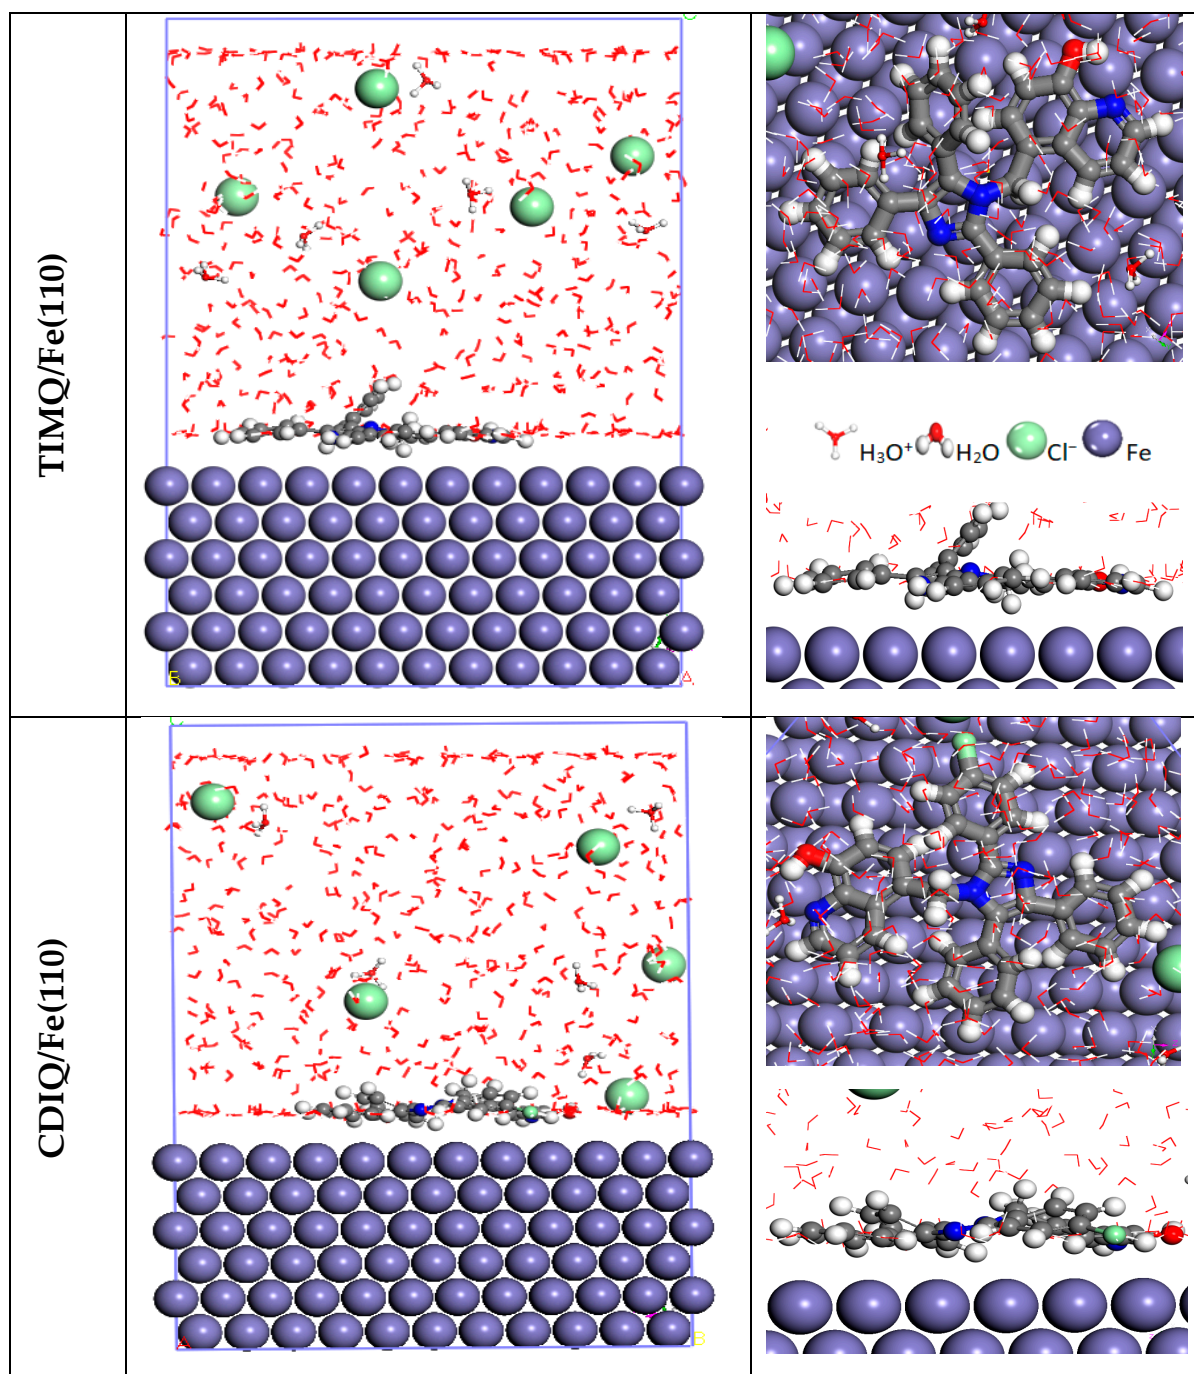 TIMQ/Fe(110)
B
A
H₃O⁺ H₂O Cl⁻ Fe
CDIQ/Fe(110)
A
B